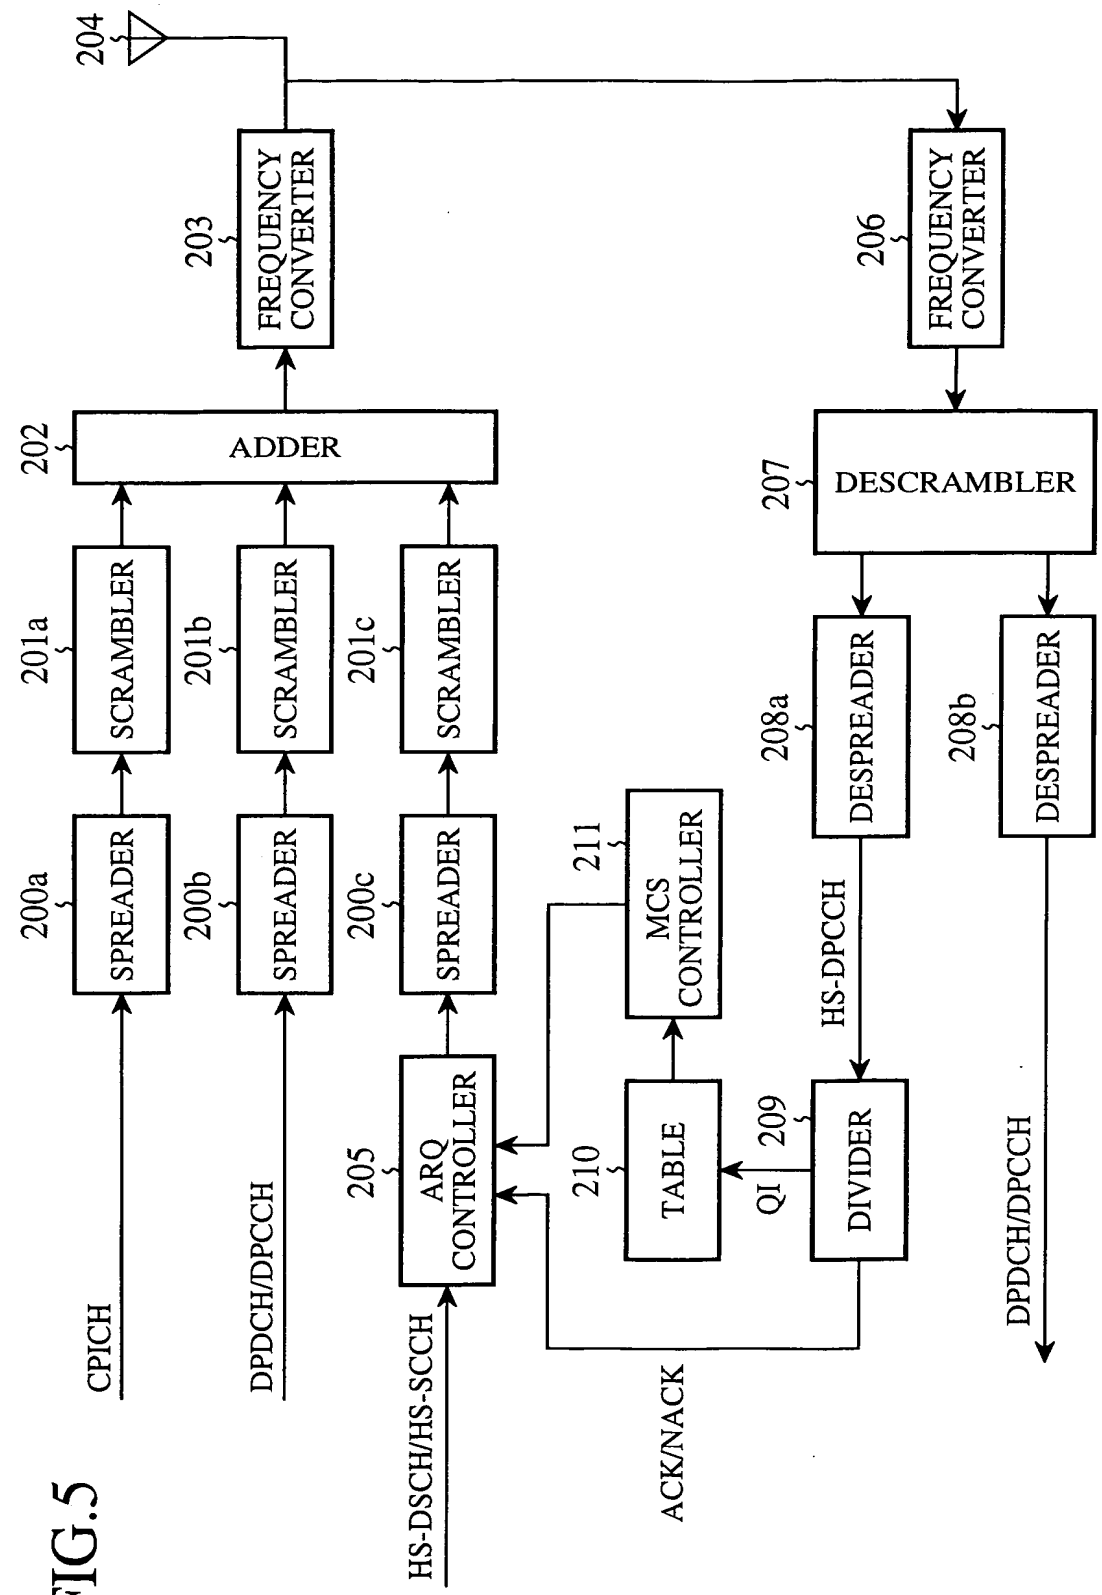 FIG.5
CPICH
200a
SPREADER
201a
SCRAMBLER
202
ADDER
203
FREQUENCY
CONVERTER
204
DPDCH/DPCCH
200b
SPREADER
201b
SCRAMBLER
HS-DSCH/HS-SCCH
205
ARQ
CONTROLLER
200c
SPREADER
201c
SCRAMBLER
ACK/NACK
210
TABLE
211
MCS
CONTROLLER
QI
209
DIVIDER
HS-DPCCH
208a
DESPREADER
207
DESCRAMBLER
206
FREQUENCY
CONVERTER
DPDCH/DPCCH
208b
DESPREADER